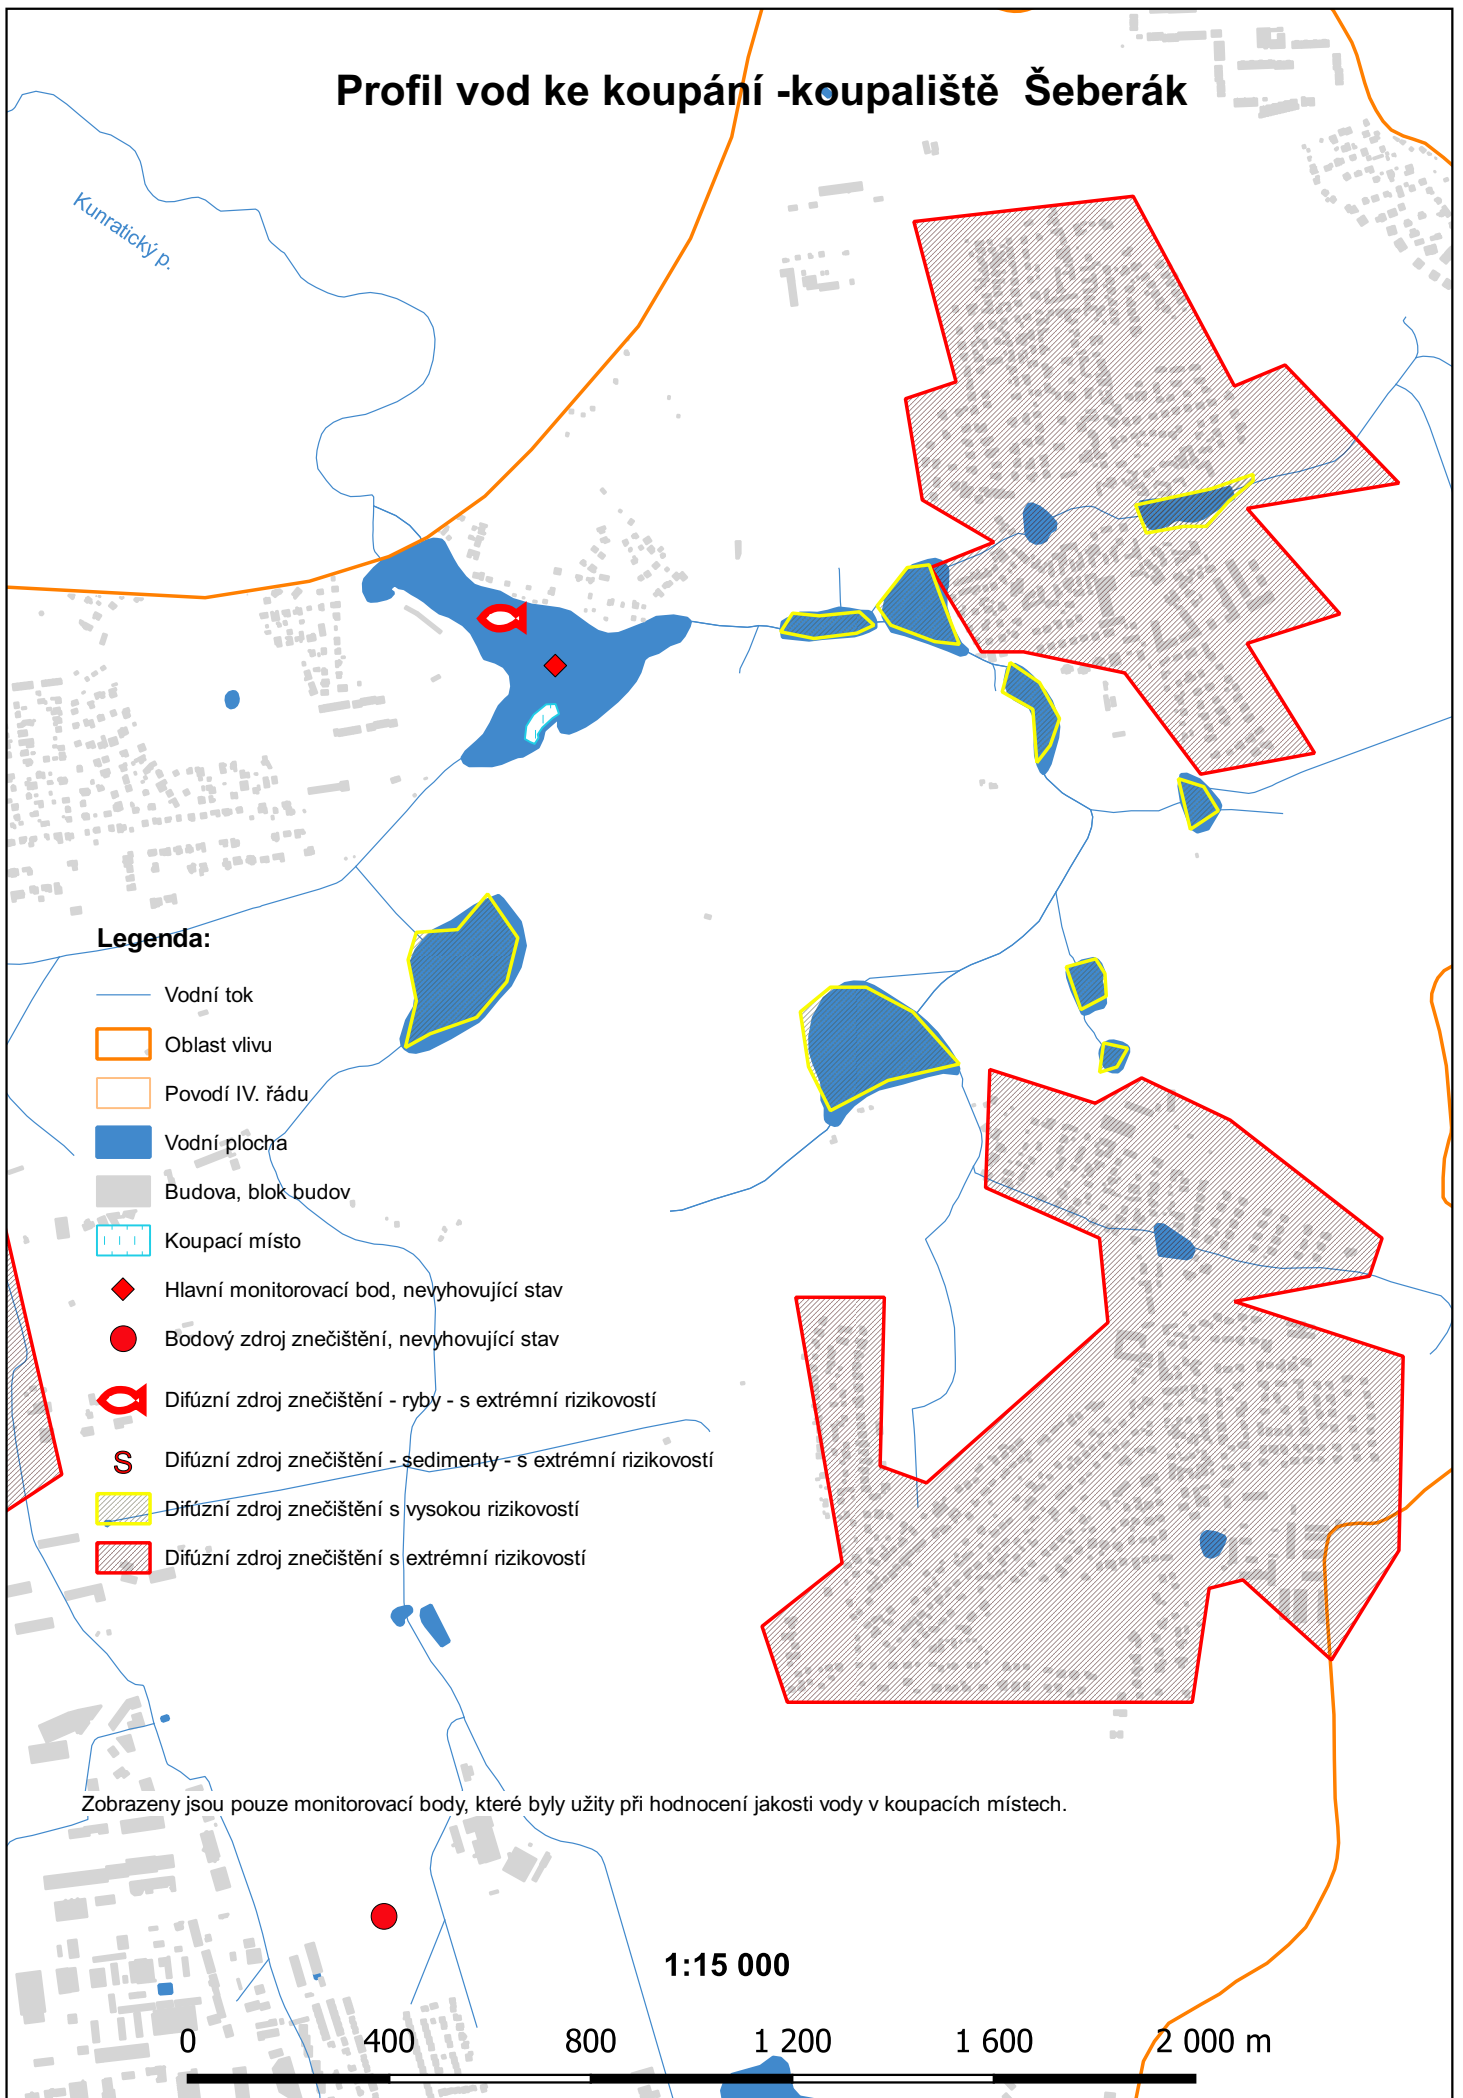 Profil vod ke koupání -koupaliště  Šeberák
Kunratický p.
Legenda:
Vodní tok
Oblast vlivu
Povodí IV. řádu
Vodní plocha
Budova, blok budov
Koupací místo
Hlavní monitorovací bod, nevyhovující stav
Bodový zdroj znečištění, nevyhovující stav
Difúzní zdroj znečištění - ryby - s extrémní rizikovostí
S Difúzní zdroj znečištění - sedimenty - s extrémní rizikovostí
Difúzní zdroj znečištění s vysokou rizikovostí
Difúzní zdroj znečištění s extrémní rizikovostí
Zobrazeny jsou pouze monitorovací body, které byly užity při hodnocení jakosti vody v koupacích místech.
1:15 000
0 400 800 1 200 1 600 2 000 m